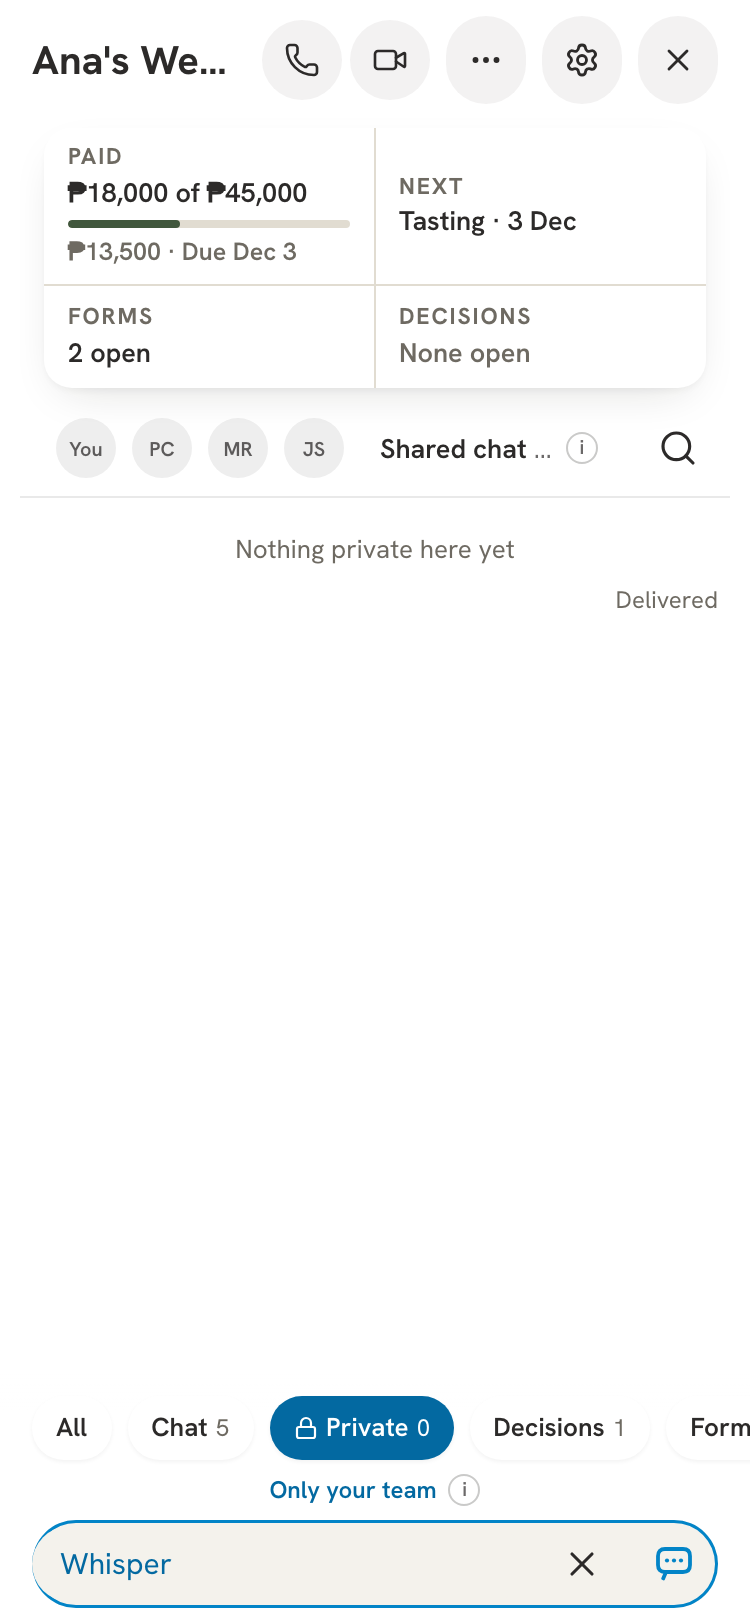 Ana's We...
PAID
₱18,000 of ₱45,000
₱13,500 · Due Dec 3
NEXT
Tasting · 3 Dec
FORMS
2 open
DECISIONS
None open
You PC MR JS Shared chat ... i
Nothing private here yet
Delivered
All Chat 5 Private 0 Decisions 1 Form
Only your team i
Whisper